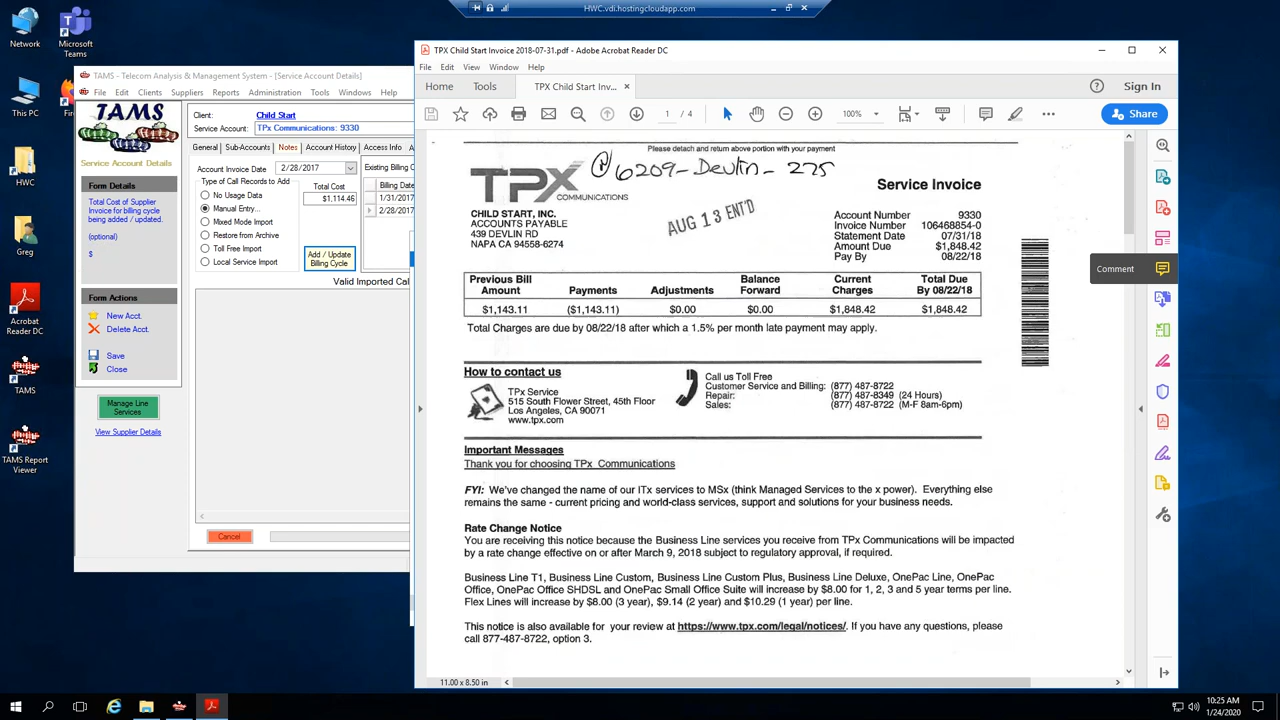 HWC.vdi.hostingcloudapp.com
Network
Microsoft Teams
This PC
HWC
Greg
Acrobat Reader DC
TAMS
TAMS Report Viewer
TAMS - Telecom Analysis & Management System - [Service Account Details]
File Edit Clients Suppliers Reports Administration Tools Windows Help
TAMS
Service Account Details
Form Details
Total Cost of Supplier
Invoice for billing cycle
being added / updated.
(optional)
$
Form Actions
New Acct.
Delete Acct.
Save
Close
Manage Line Services
View Supplier Details
Client: Child Start
Service Account: TPx Communications: 9330
General Sub-Accounts Notes Account History Access Info A
Account Invoice Date 2/28/2017 Existing Billing C
Type of Call Records to Add Total Cost Billing Date
No Usage Data $1,114.46 1/31/2017
Manual Entry... 2/28/2017
Mixed Mode Import
Restore from Archive
Toll Free Import
Local Service Import
Add / Update Billing Cycle
Valid Imported Cal
Cancel
TPX Child Start Invoice 2018-07-31.pdf - Adobe Acrobat Reader DC
File Edit View Window Help
Home Tools TPX Child Start Inv... × Sign In
1 / 4 100% Share
Please detach and return above portion with your payment
6209 - Devlin - 225
TPX
COMMUNICATIONS
Service Invoice
AUG 13 ENT'D
CHILD START, INC.
ACCOUNTS PAYABLE
439 DEVLIN RD
NAPA CA 94558-6274
Account Number 9330
Invoice Number 106468854-0
Statement Date 07/31/18
Amount Due $1,848.42
Pay By 08/22/18
Comment
Previous Bill Amount Payments Adjustments Balance Forward Current Charges Total Due By 08/22/18
$1,143.11 ($1,143.11) $0.00 $0.00 $1,848.42 $1,848.42
Total Charges are due by 08/22/18 after which a 1.5% per month late payment may apply.
How to contact us
TPx Service
515 South Flower Street, 45th Floor
Los Angeles, CA 90071
www.tpx.com
Call us Toll Free
Customer Service and Billing: (877) 487-8722
Repair: (877) 487-8349 (24 Hours)
Sales: (877) 487-8722 (M-F 8am-6pm)
Important Messages
Thank you for choosing TPx Communications
FYI: We've changed the name of our ITx services to MSx (think Managed Services to the x power). Everything else
remains the same - current pricing and world-class services, support and solutions for your business needs.
Rate Change Notice
You are receiving this notice because the Business Line services you receive from TPx Communications will be impacted
by a rate change effective on or after March 9, 2018 subject to regulatory approval, if required.
Business Line T1, Business Line Custom, Business Line Custom Plus, Business Line Deluxe, OnePac Line, OnePac
Office, OnePac Office SHDSL and OnePac Small Office Suite will increase by $8.00 for 1, 2, 3 and 5 year terms per line.
Flex Lines will increase by $8.00 (3 year), $9.14 (2 year) and $10.29 (1 year) per line.
This notice is also available for your review at https://www.tpx.com/legal/notices/. If you have any questions, please
call 877-487-8722, option 3.
11.00 x 8.50 in
10:25 AM
1/24/2020